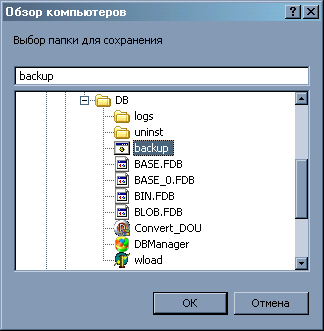 Обзор компьютеров
Выбор папки для сохранения
backup
DB
logs
uninst
backup
BASE.FDB
BASE_0.FDB
BIN.FDB
BLOB.FDB
Convert_DOU
DBManager
wload
OK
Отмена